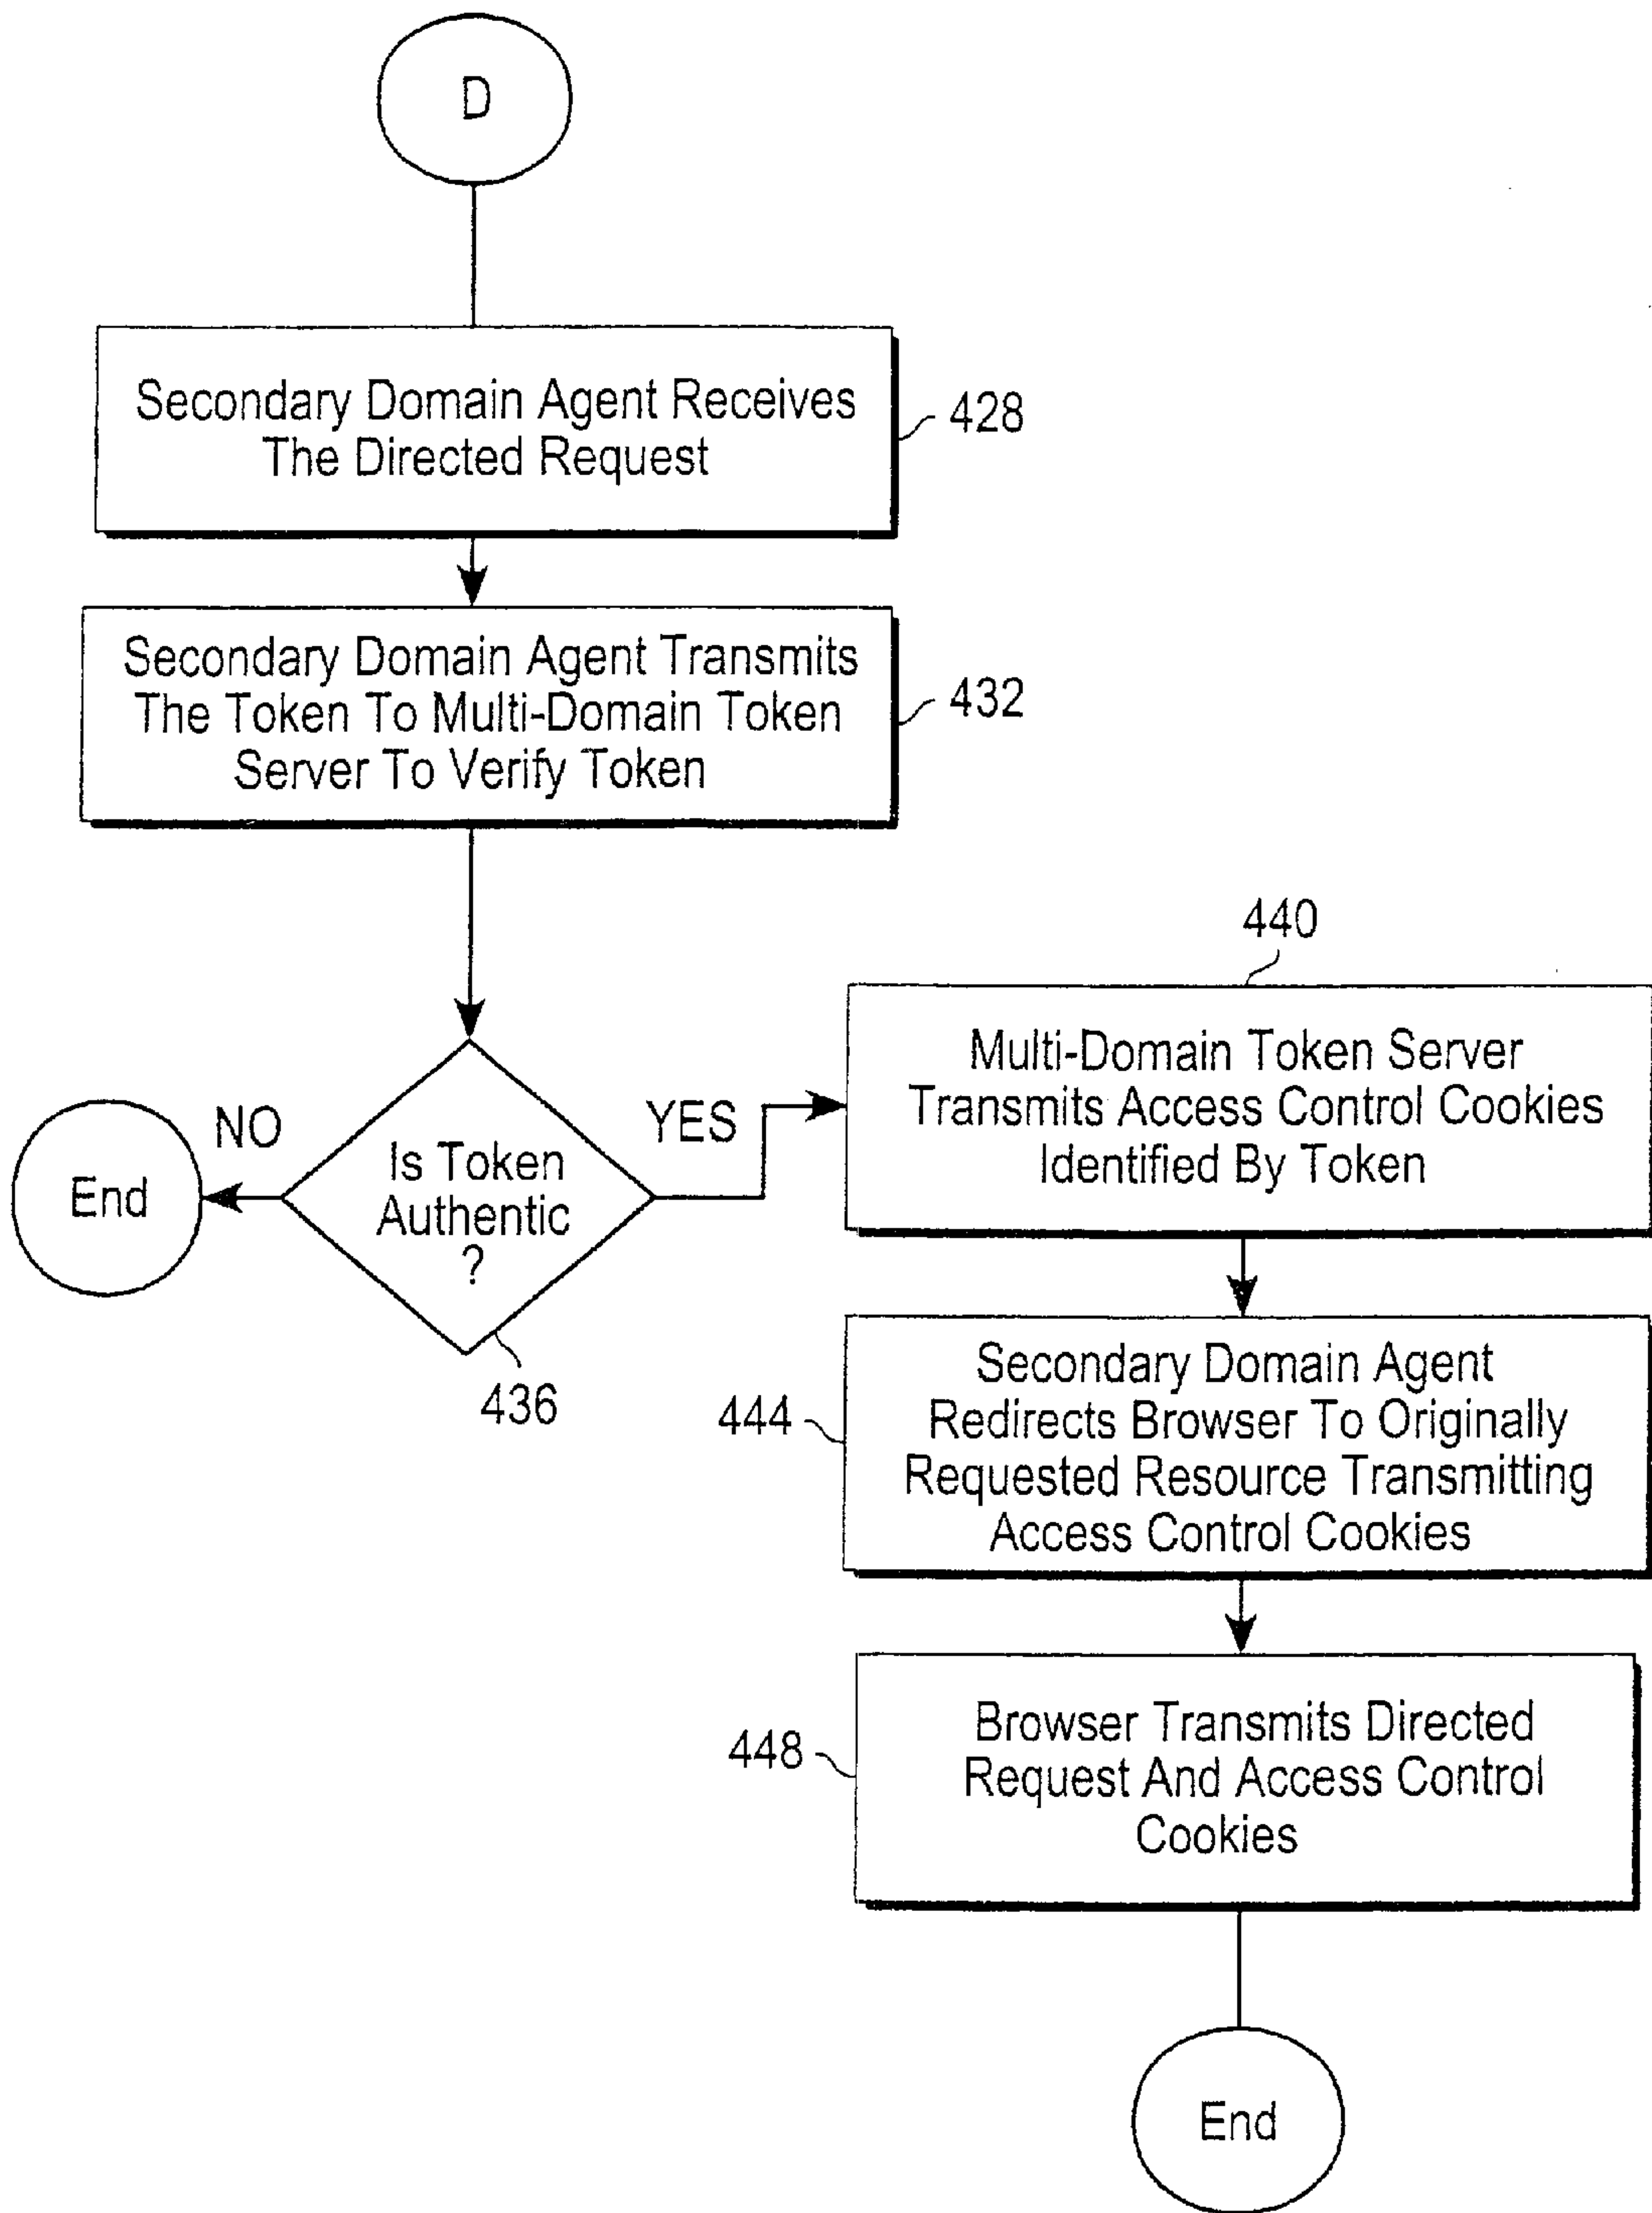 D
Secondary Domain Agent Receives
The Directed Request
428
Secondary Domain Agent Transmits
The Token To Multi-Domain Token
Server To Verify Token
432
Is Token
Authentic
?
436
NO
End
YES
440
Multi-Domain Token Server
Transmits Access Control Cookies
Identified By Token
Secondary Domain Agent
Redirects Browser To Originally
Requested Resource Transmitting
Access Control Cookies
444
Browser Transmits Directed
Request And Access Control
Cookies
448
End